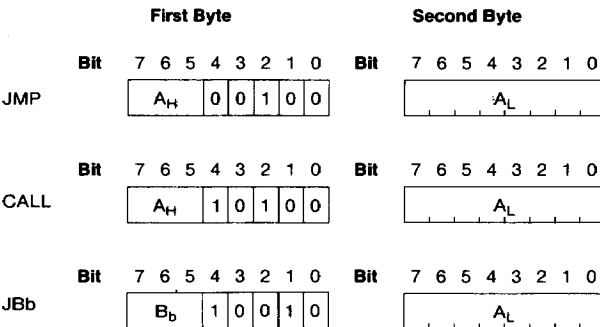 First Byte Second Byte
Bit 7 6 5 4 3 2 1 0 Bit 7 6 5 4 3 2 1 0
JMP AH 0 0 1 0 0 AL
Bit 7 6 5 4 3 2 1 0 Bit 7 6 5 4 3 2 1 0
CALL AH 1 0 1 0 0 AL
Bit 7 6 5 4 3 2 1 0 Bit 7 6 5 4 3 2 1 0
JBb Bb 1 0 0 1 0 AL